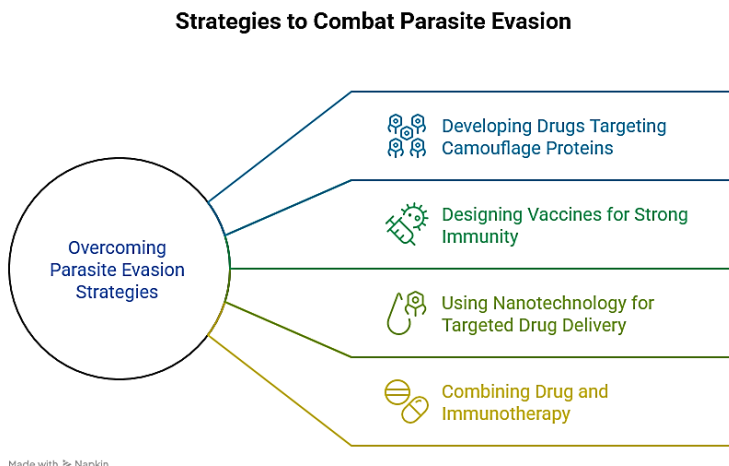 Strategies to Combat Parasite Evasion
Overcoming
Parasite Evasion
Strategies
Developing Drugs Targeting
Camouflage Proteins
Designing Vaccines for Strong
Immunity
Using Nanotechnology for
Targeted Drug Delivery
Combining Drug and
Immunotherapy
Made with Napkin